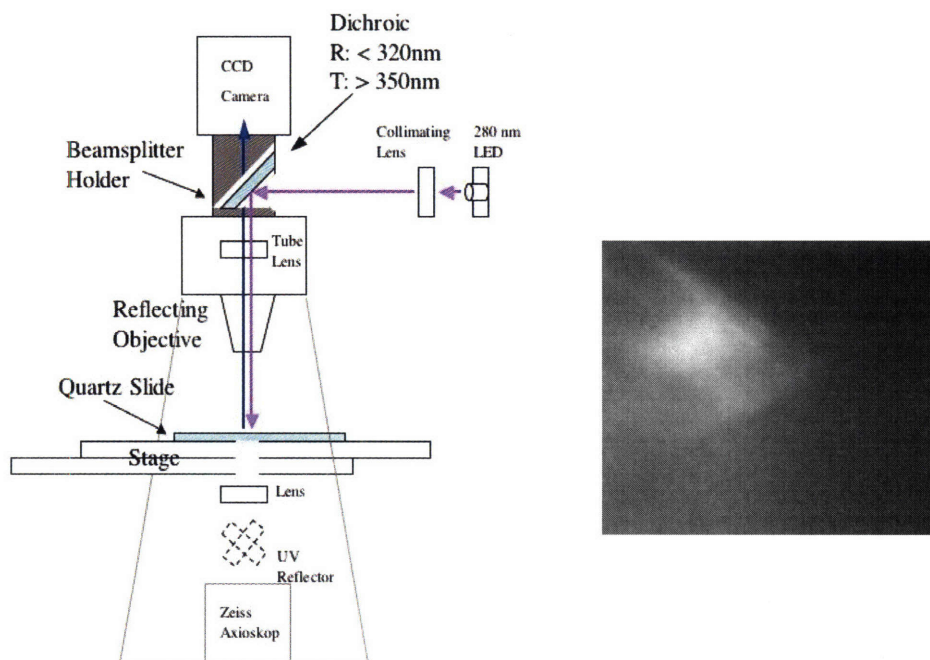 Dichroic
R: < 320nm
T: > 350nm
CCD
Camera
Collimating
Lens
280 nm
LED
Beamsplitter
Holder
Tube
Lens
Reflecting
Objective
Quartz Slide
Stage
Lens
UV
Reflector
Zeiss
Axioskop